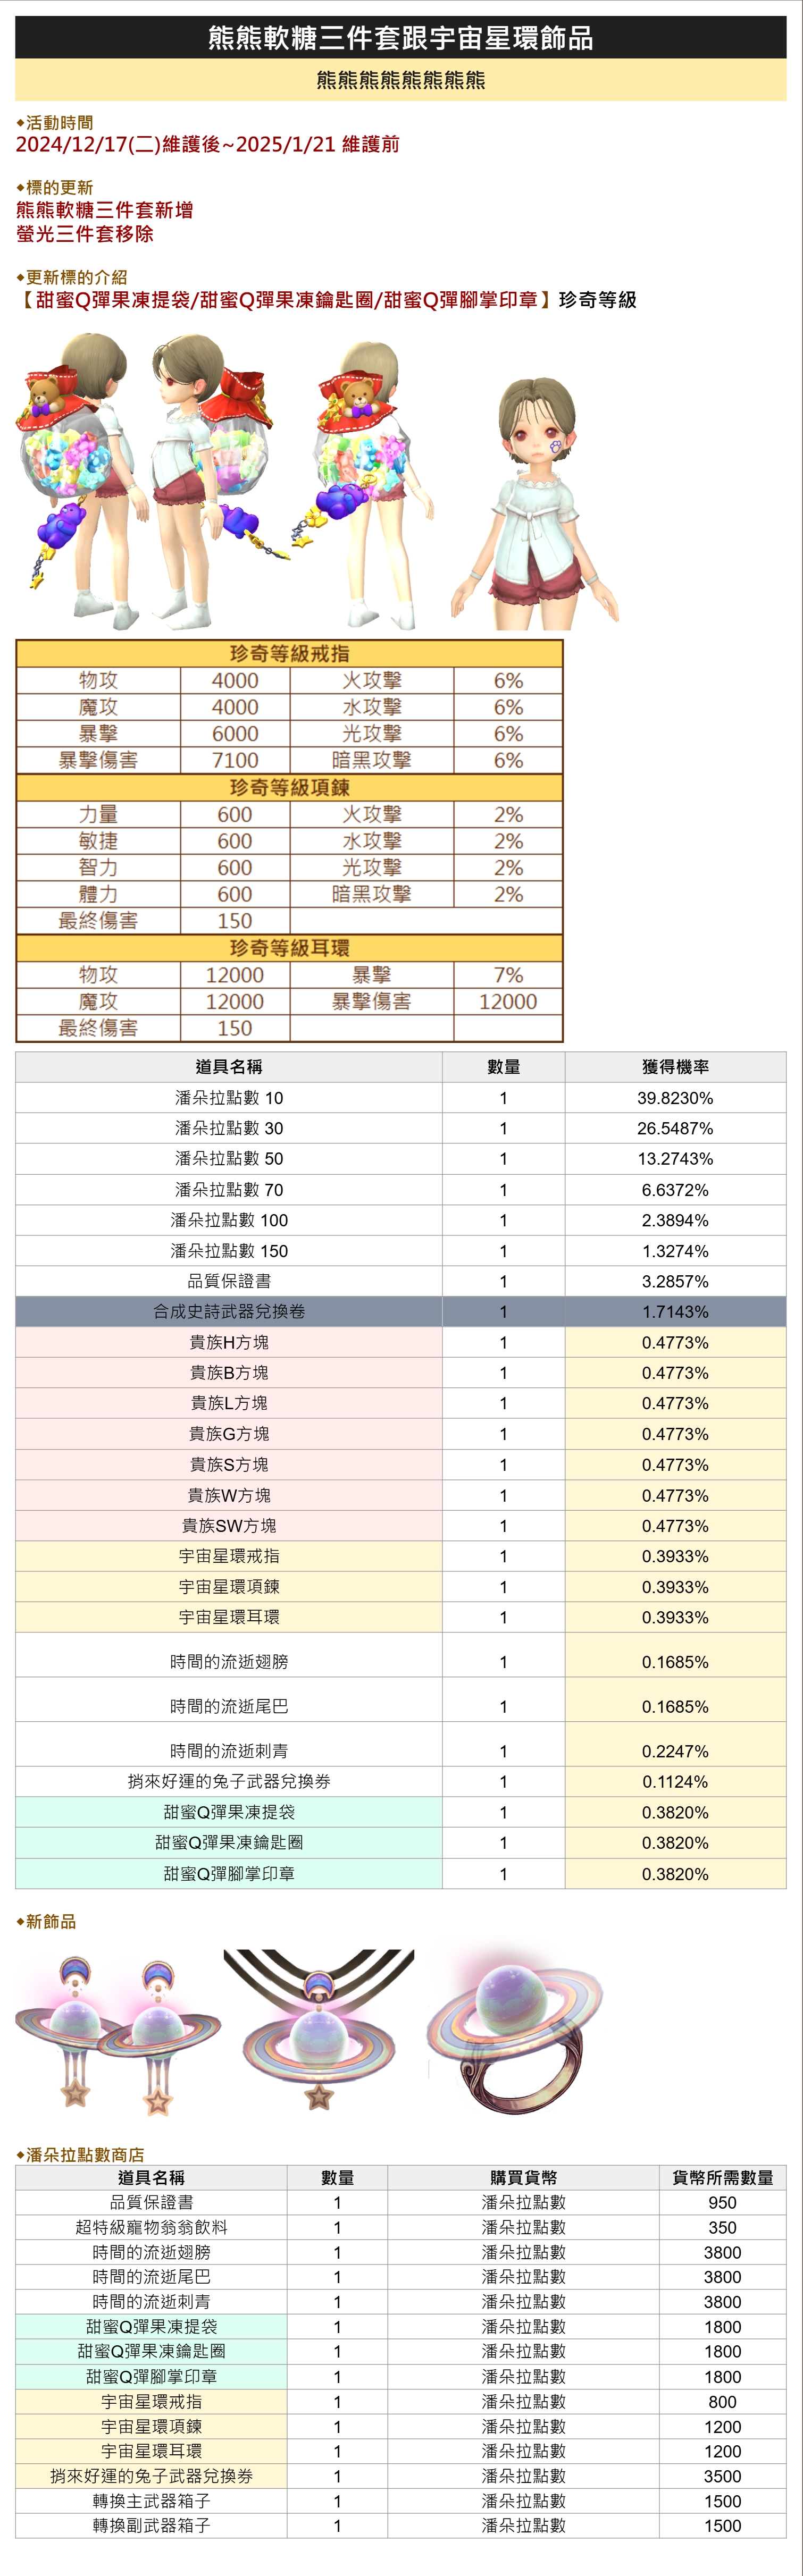 熊熊軟糖三件套跟宇宙星環飾品
熊熊熊熊熊熊熊熊
◆活動時間
2024/12/17(二)維護後~2025/1/21 維護前
◆標的更新
熊熊軟糖三件套新增
螢光三件套移除
◆更新標的介紹
【甜蜜Q彈果凍提袋/甜蜜Q彈果凍鑰匙圈/甜蜜Q彈腳掌印章】珍奇等級
珍奇等級戒指
物攻 4000 火攻擊 6%
魔攻 4000 水攻擊 6%
暴擊 6000 光攻擊 6%
暴擊傷害 7100 暗黑攻擊 6%
珍奇等級項鍊
力量 600 火攻擊 2%
敏捷 600 水攻擊 2%
智力 600 光攻擊 2%
體力 600 暗黑攻擊 2%
最終傷害 150
珍奇等級耳環
物攻 12000 暴擊 7%
魔攻 12000 暴擊傷害 12000
最終傷害 150
道具名稱 數量 獲得機率
潘朵拉點數 10 1 39.8230%
潘朵拉點數 30 1 26.5487%
潘朵拉點數 50 1 13.2743%
潘朵拉點數 70 1 6.6372%
潘朵拉點數 100 1 2.3894%
潘朵拉點數 150 1 1.3274%
品質保證書 1 3.2857%
合成史詩武器兌換卷 1 1.7143%
貴族H方塊 1 0.4773%
貴族B方塊 1 0.4773%
貴族L方塊 1 0.4773%
貴族G方塊 1 0.4773%
貴族S方塊 1 0.4773%
貴族W方塊 1 0.4773%
貴族SW方塊 1 0.4773%
宇宙星環戒指 1 0.3933%
宇宙星環項鍊 1 0.3933%
宇宙星環耳環 1 0.3933%
時間的流逝翅膀 1 0.1685%
時間的流逝尾巴 1 0.1685%
時間的流逝刺青 1 0.2247%
捎來好運的兔子武器兌換券 1 0.1124%
甜蜜Q彈果凍提袋 1 0.3820%
甜蜜Q彈果凍鑰匙圈 1 0.3820%
甜蜜Q彈腳掌印章 1 0.3820%
◆新飾品
◆潘朵拉點數商店
道具名稱 數量 購買貨幣 貨幣所需數量
品質保證書 1 潘朵拉點數 950
超特級寵物翁翁飲料 1 潘朵拉點數 350
時間的流逝翅膀 1 潘朵拉點數 3800
時間的流逝尾巴 1 潘朵拉點數 3800
時間的流逝刺青 1 潘朵拉點數 3800
甜蜜Q彈果凍提袋 1 潘朵拉點數 1800
甜蜜Q彈果凍鑰匙圈 1 潘朵拉點數 1800
甜蜜Q彈腳掌印章 1 潘朵拉點數 1800
宇宙星環戒指 1 潘朵拉點數 800
宇宙星環項鍊 1 潘朵拉點數 1200
宇宙星環耳環 1 潘朵拉點數 1200
捎來好運的兔子武器兌換券 1 潘朵拉點數 3500
轉換主武器箱子 1 潘朵拉點數 1500
轉換副武器箱子 1 潘朵拉點數 1500